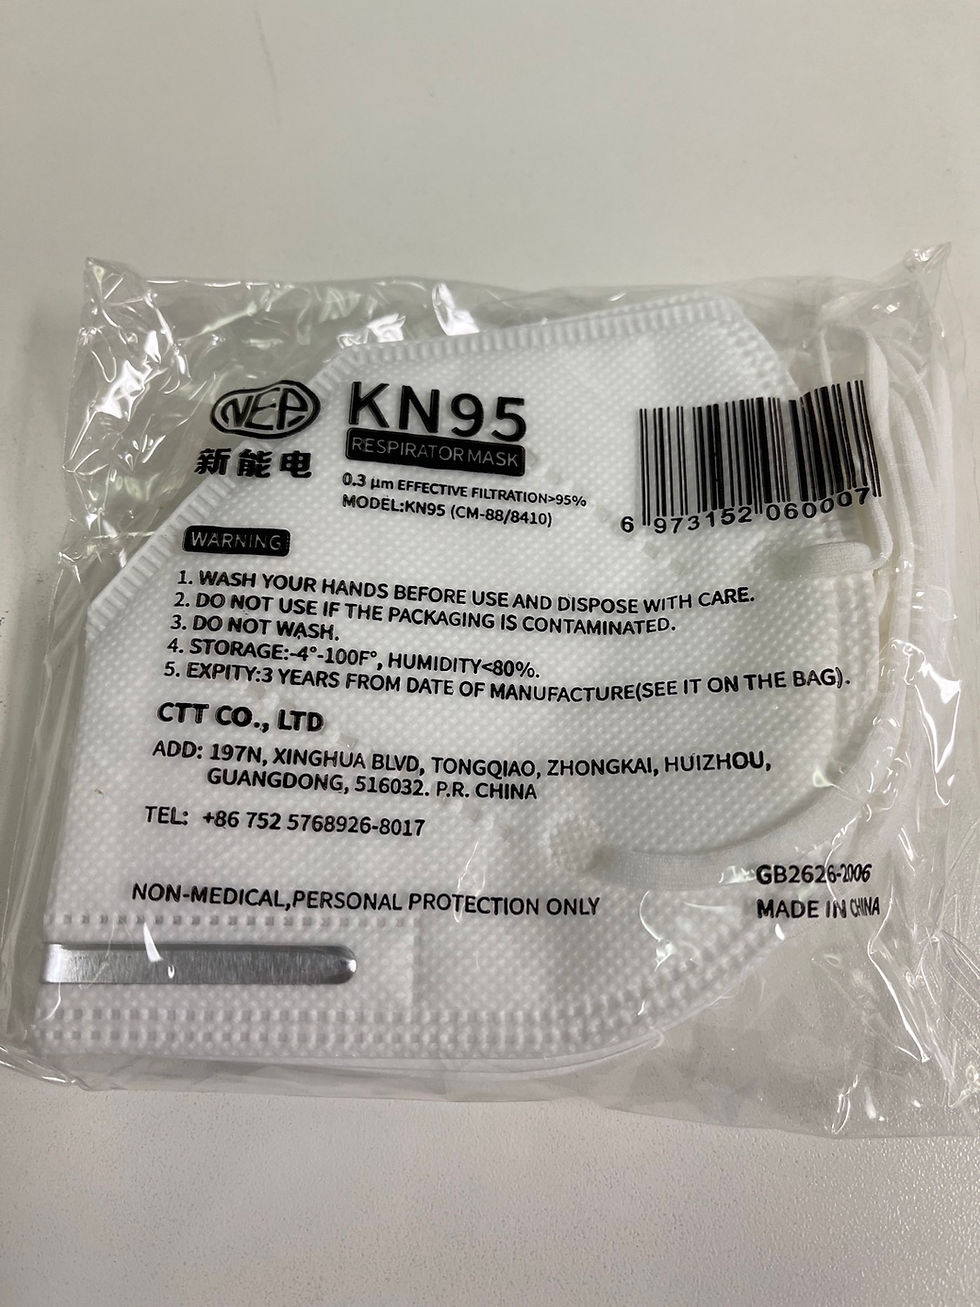 NEP
新能电
KN95
RESPIRATOR MASK
0.3 μm EFFECTIVE FILTRATION>95%
MODEL:KN95 (CM-88/8410)
6 973152 060007
WARNING
1. WASH YOUR HANDS BEFORE USE AND DISPOSE WITH CARE.
2. DO NOT USE IF THE PACKAGING IS CONTAMINATED.
3. DO NOT WASH.
4. STORAGE:-4°-100F°, HUMIDITY<80%.
5. EXPITY:3 YEARS FROM DATE OF MANUFACTURE(SEE IT ON THE BAG).
CTT CO., LTD
ADD: 197N, XINGHUA BLVD, TONGQIAO, ZHONGKAI, HUIZHOU,
GUANGDONG, 516032. P.R. CHINA
TEL: +86 752 5768926-8017
NON-MEDICAL,PERSONAL PROTECTION ONLY
GB2626-2006
MADE IN CHINA